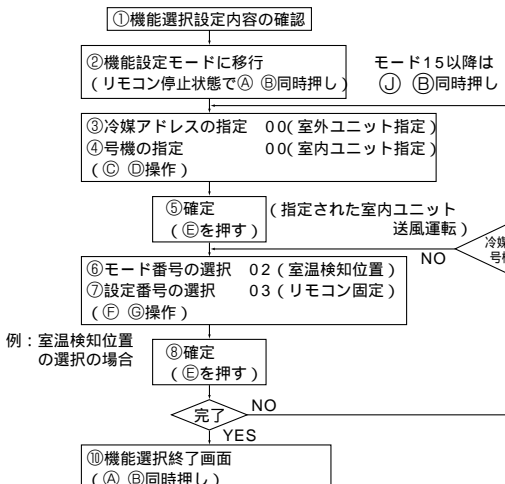 ①機能選択設定内容の確認
②機能設定モードに移行
(リモコン停止状態でⒶ Ⓑ同時押し)
モード15以降は
Ⓙ Ⓑ同時押し
③冷媒アドレスの指定 00(室外ユニット指定)
④号機の指定 00(室内ユニット指定)
(Ⓒ Ⓓ操作)
⑤確定
(Ⓔを押す)
(指定された室内ユニット
送風運転)
冷媒
号機
NO
⑥モード番号の選択 02(室温検知位置)
⑦設定番号の選択 03(リモコン固定)
(Ⓕ Ⓖ操作)
例:室温検知位置
の選択の場合
⑧確定
(Ⓔを押す)
完了
NO
YES
⑩機能選択終了画面
(Ⓐ Ⓑ同時押し)